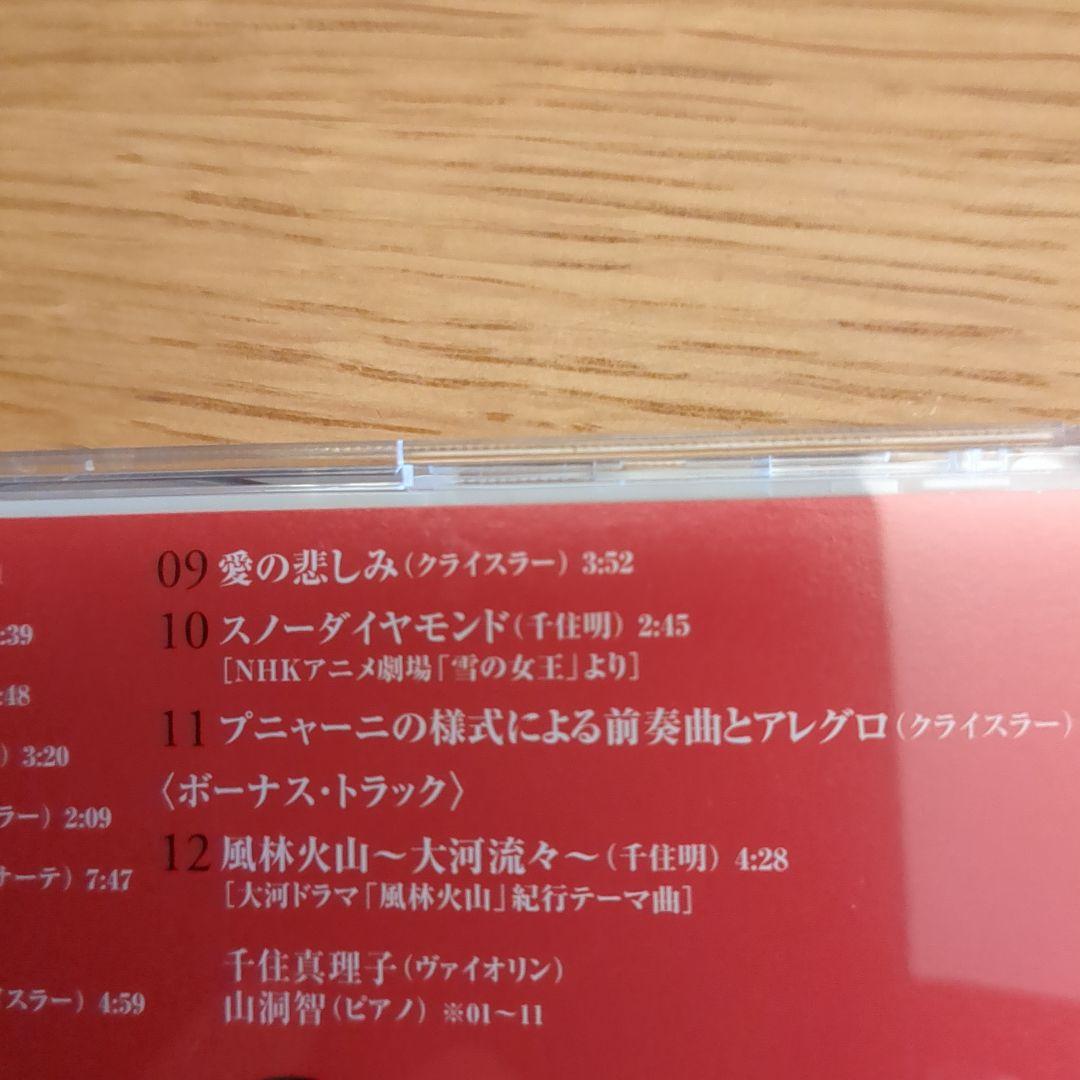 :39
:48
) 3:20
ラー) 2:09
サーテ) 7:47
イスラー) 4:59
09 愛の悲しみ(クライスラー) 3:52
10 スノーダイヤモンド(千住明) 2:45
[NHKアニメ劇場「雪の女王」より]
11 プニャーニの様式による前奏曲とアレグロ(クライスラー)
〈ボーナス・トラック〉
12 風林火山〜大河流々〜(千住明) 4:28
[大河ドラマ「風林火山」紀行テーマ曲]
千住真理子(ヴァイオリン)
山洞智(ピアノ) ※01〜11